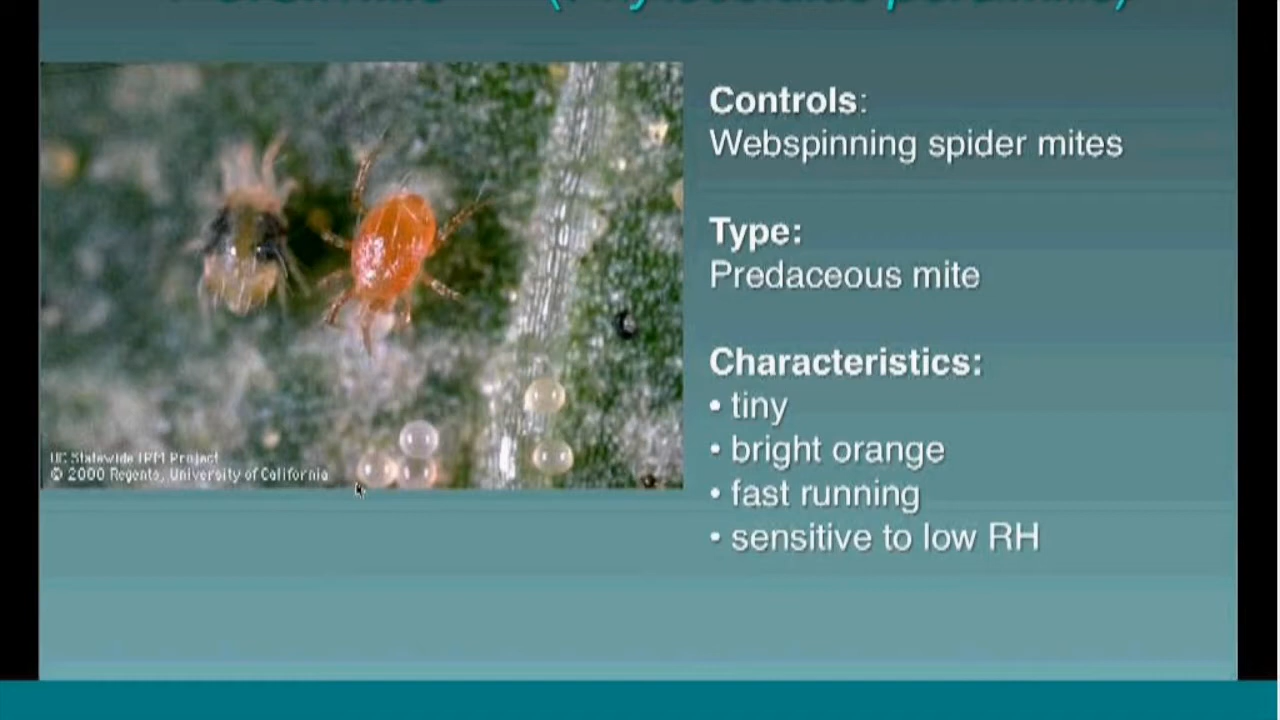 Controls:
Webspinning spider mites
Type:
Predaceous mite
Characteristics:
• tiny
• bright orange
• fast running
• sensitive to low RH
UC Statewide IPM Project
© 2000 Regents, University of California